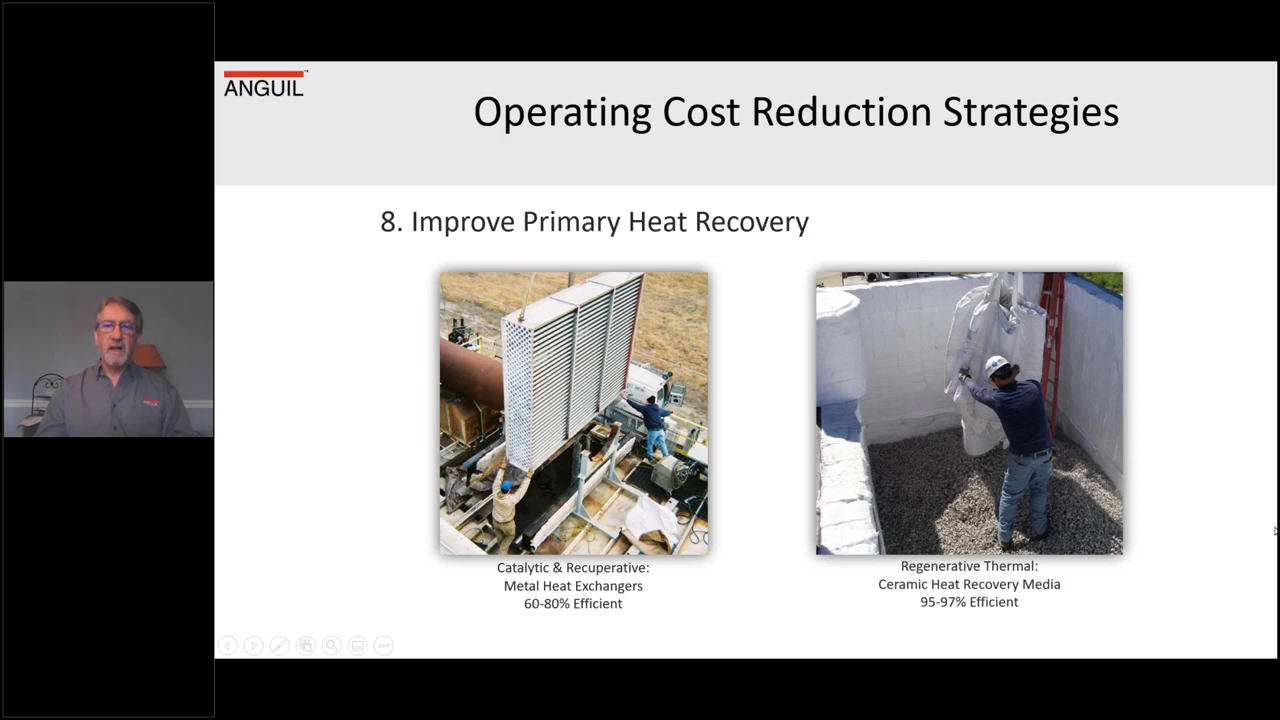 ANGUIL
Operating Cost Reduction Strategies
8. Improve Primary Heat Recovery
Catalytic & Recuperative:
Metal Heat Exchangers
60-80% Efficient
Regenerative Thermal:
Ceramic Heat Recovery Media
95-97% Efficient